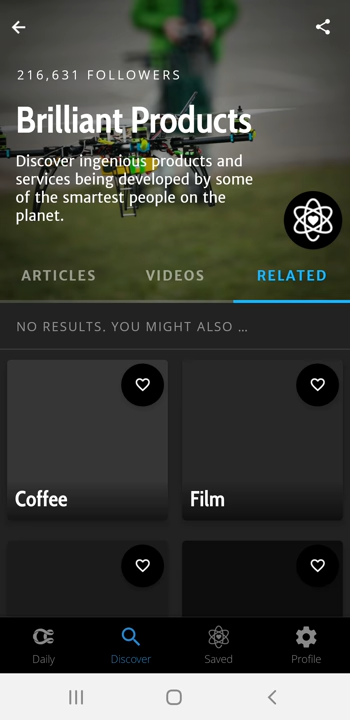 216,631 FOLLOWERS
Brilliant Products
Discover ingenious products and
services being developed by some
of the smartest people on the
planet.
ARTICLES VIDEOS RELATED
NO RESULTS. YOU MIGHT ALSO ...
Coffee Film
Daily Discover Saved Profile